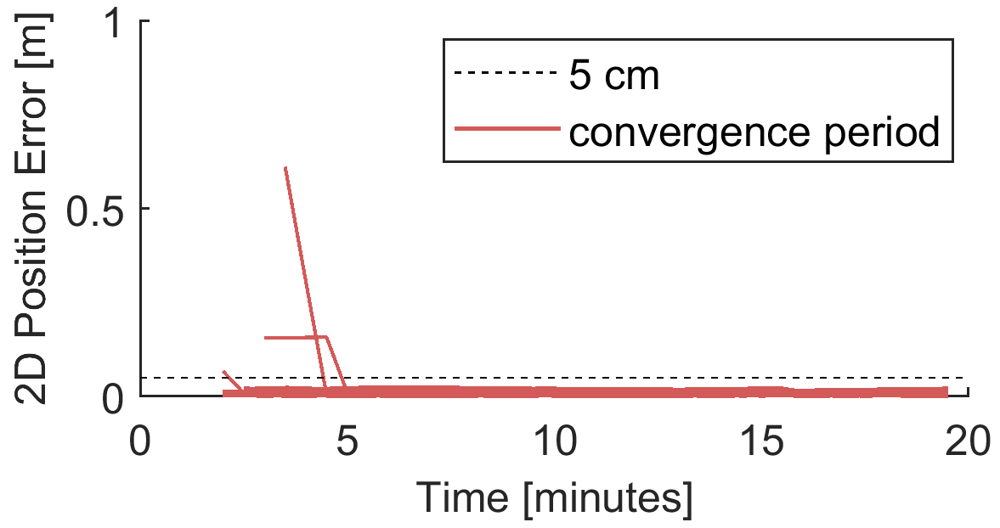 2D Position Error [m]
1
0.5
0
5 cm
convergence period
0 5 10 15 20
Time [minutes]